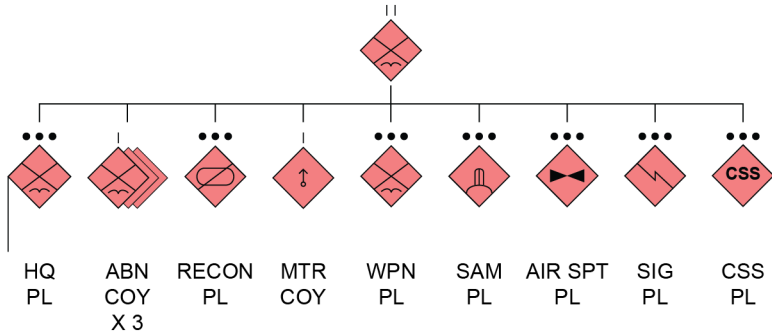 CSS
HQ
PL
ABN
COY
X 3
RECON
PL
MTR
COY
WPN
PL
SAM
PL
AIR SPT
PL
SIG
PL
CSS
PL